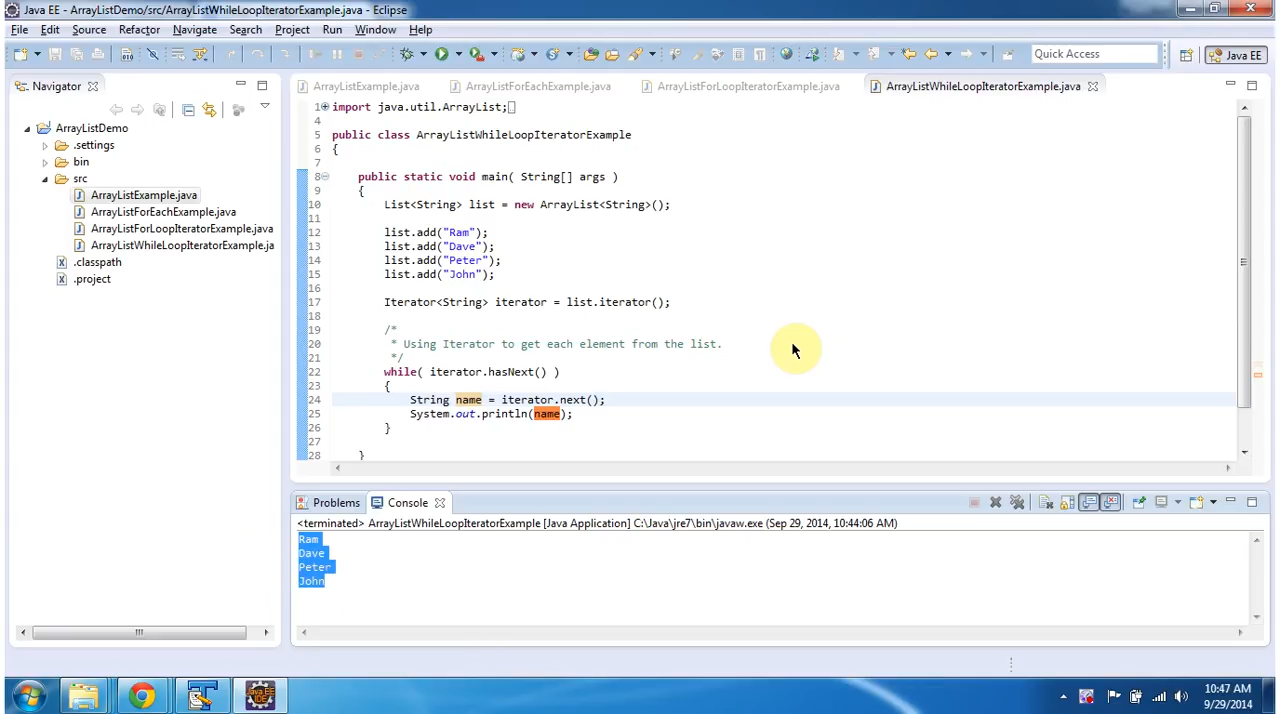 Java EE - ArrayListDemo/src/ArrayListWhileLoopIteratorExample.java - Eclipse
File Edit Source Refactor Navigate Search Project Run Window Help
Quick Access
Java EE
Navigator
ArrayListDemo
.settings
bin
src
ArrayListExample.java
ArrayListForEachExample.java
ArrayListForLoopIteratorExample.java
ArrayListWhileLoopIteratorExample.ja
.classpath
.project
ArrayListExample.java ArrayListForEachExample.java ArrayListForLoopIteratorExample.java ArrayListWhileLoopIteratorExample.java
1 import java.util.ArrayList;
4
5 public class ArrayListWhileLoopIteratorExample
6 {
7
8 public static void main( String[] args )
9 {
10 List<String> list = new ArrayList<String>();
11
12 list.add("Ram");
13 list.add("Dave");
14 list.add("Peter");
15 list.add("John");
16
17 Iterator<String> iterator = list.iterator();
18
19 /*
20 * Using Iterator to get each element from the list.
21 */
22 while( iterator.hasNext() )
23 {
24 String name = iterator.next();
25 System.out.println(name);
26 }
27
28 }
Problems Console
<terminated> ArrayListWhileLoopIteratorExample [Java Application] C:\Java\jre7\bin\javaw.exe (Sep 29, 2014, 10:44:06 AM)
Ram
Dave
Peter
John
Java EE
IDE
10:47 AM
9/29/2014